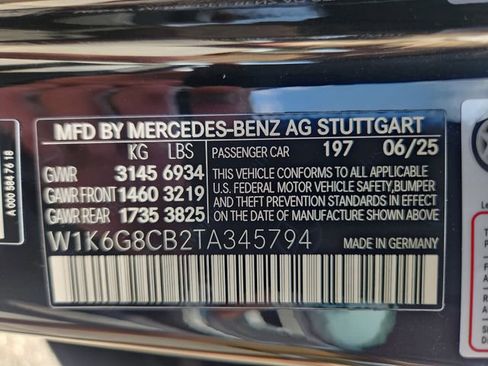 MFD BY MERCEDES-BENZ AG STUTTGART
KG LBS PASSENGER CAR 197 06/25
GVWR 3145 6934
GAWR FRONT 1460 3219
GAWR REAR 1735 3825
THIS VEHICLE CONFORMS TO ALL APPLICABLE
U.S. FEDERAL MOTOR VEHICLE SAFETY, BUMPER
AND THEFT PREVENTION STANDARDS IN EFFECT
ON THE DATE OF MANUFACTURE SHOWN ABOVE.
W1K6G8CB2TA345794 MADE IN GERMANY
A 000 584 76 18